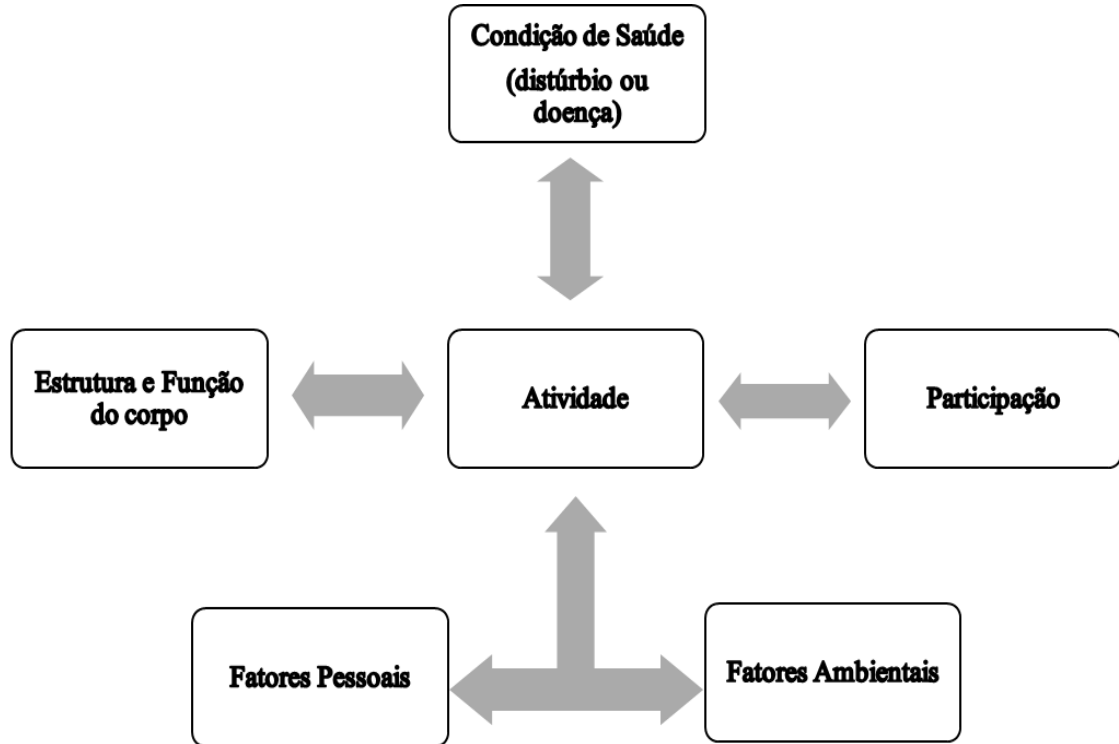 Condição de Saúde
(distúrbio ou
doença)
Estrutura e Função
do corpo
Atividade
Participação
Fatores Pessoais
Fatores Ambientais